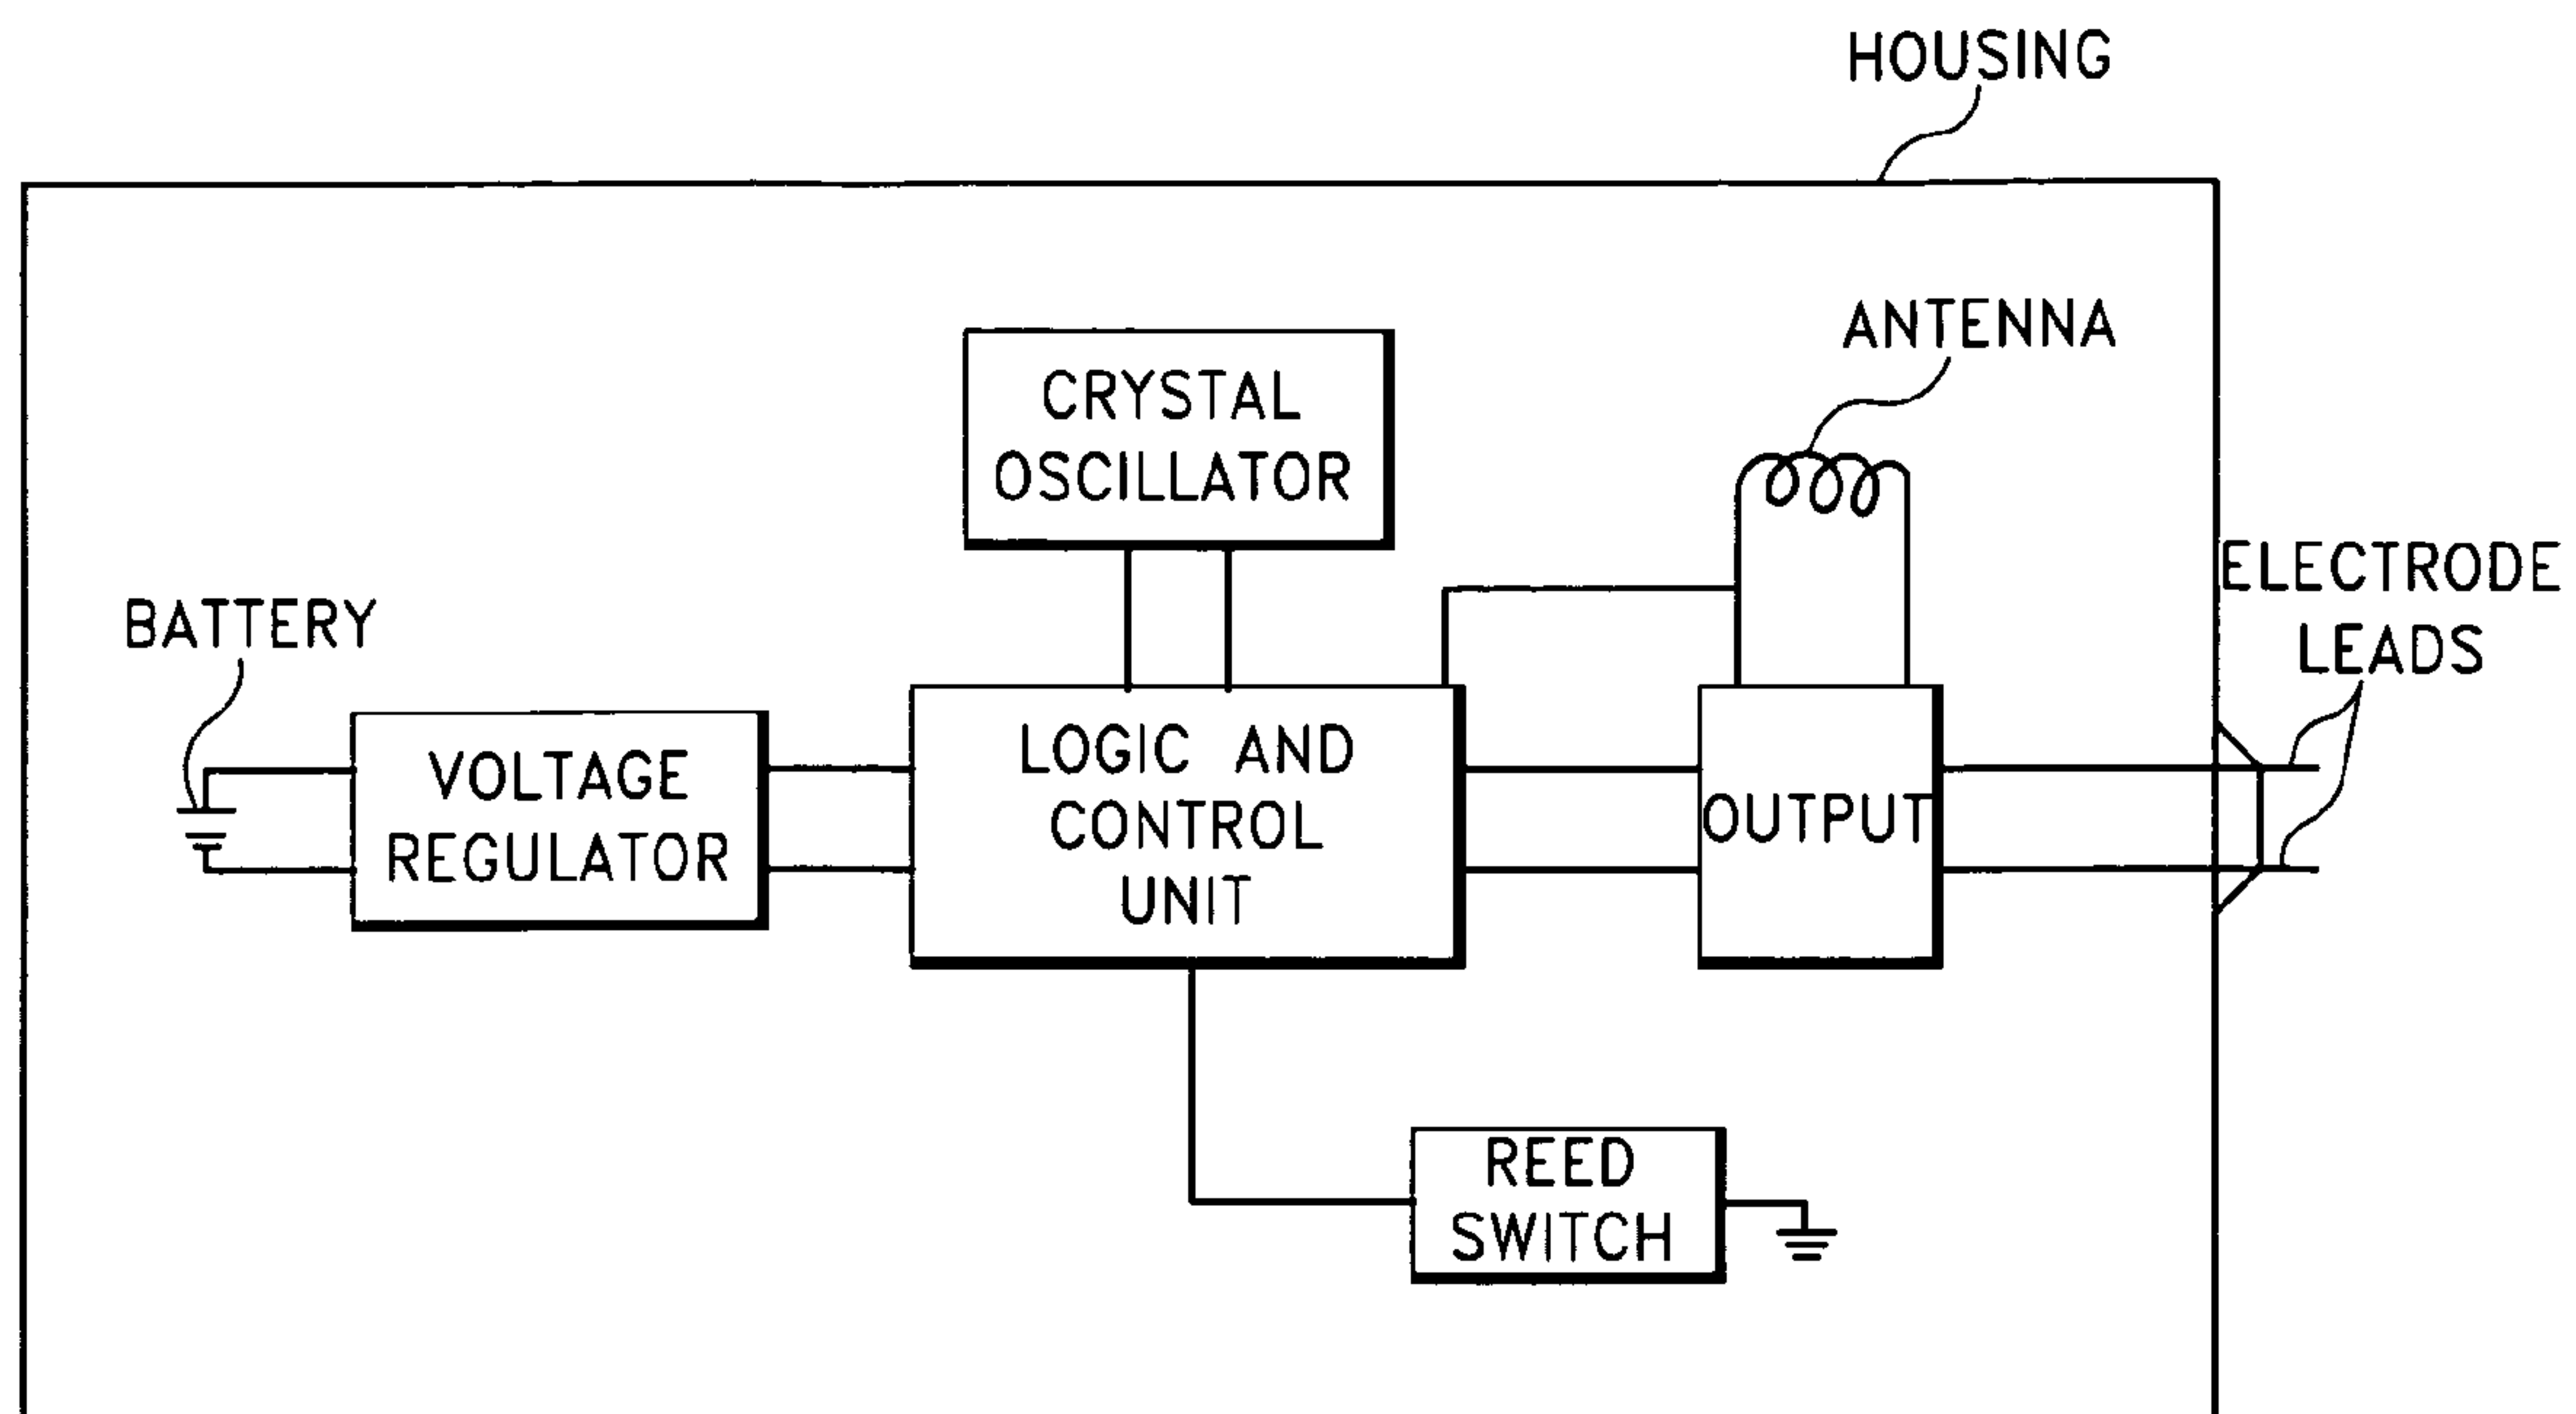 HOUSING
ANTENNA
CRYSTAL
OSCILLATOR
ELECTRODE
LEADS
BATTERY
VOLTAGE
REGULATOR
LOGIC AND
CONTROL
UNIT
OUTPUT
REED
SWITCH